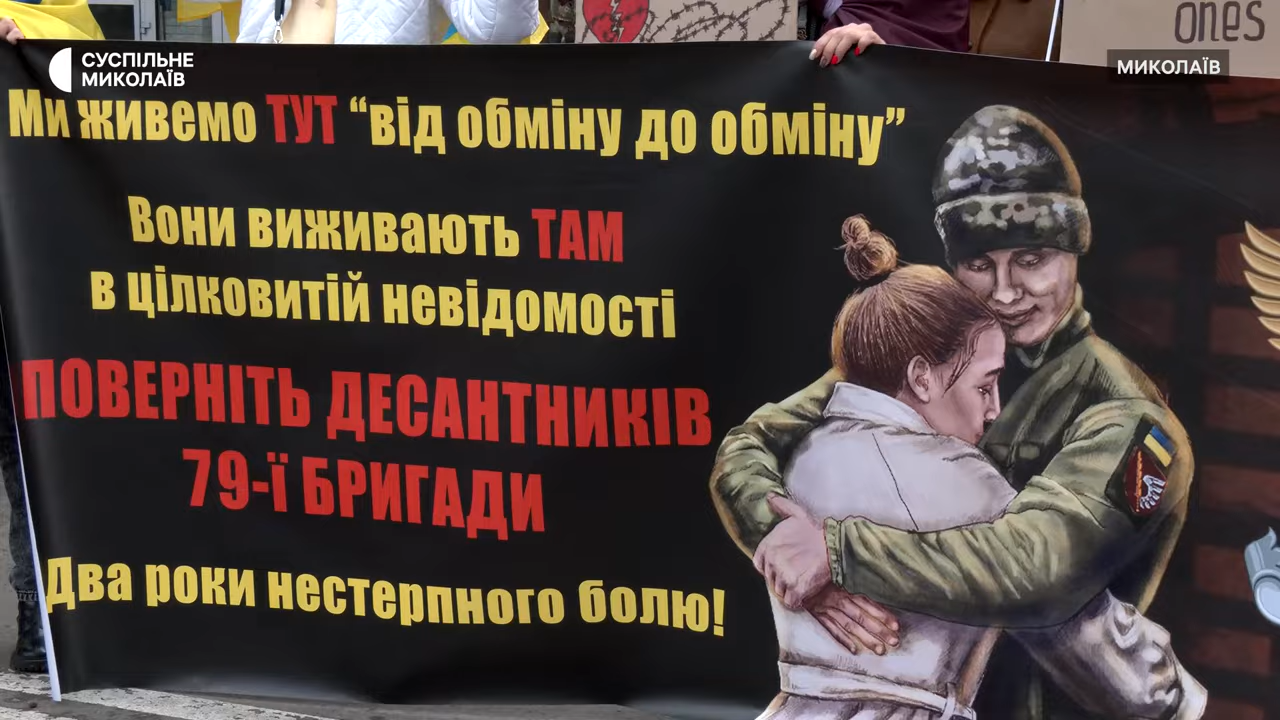 ones
СУСПІЛЬНЕ
МИКОЛАЇВ
МИКОЛАЇВ
Ми живемо ТУТ “від обміну до обміну”
Вони виживають ТАМ
в цілковитій невідомості
ПОВЕРНІТЬ ДЕСАНТНИКІВ
79-ї БРИГАДИ
Два роки нестерпного болю!